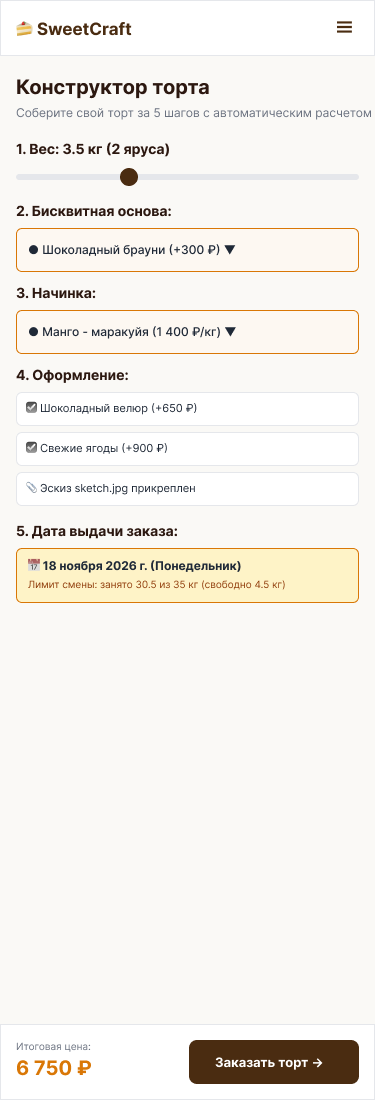 🍰 SweetCraft
Конструктор торта
Соберите свой торт за 5 шагов с автоматическим расчетом
1. Вес: 3.5 кг (2 яруса)
2. Бисквитная основа:
● Шоколадный брауни (+300 ₽) ▼
3. Начинка:
● Манго - маракуйя (1 400 ₽/кг) ▼
4. Оформление:
☑ Шоколадный велюр (+650 ₽)
☑ Свежие ягоды (+900 ₽)
📎 Эскиз sketch.jpg прикреплен
5. Дата выдачи заказа:
📅 18 ноября 2026 г. (Понедельник)
Лимит смены: занято 30.5 из 35 кг (свободно 4.5 кг)
Итоговая цена:
6 750 ₽
Заказать торт →